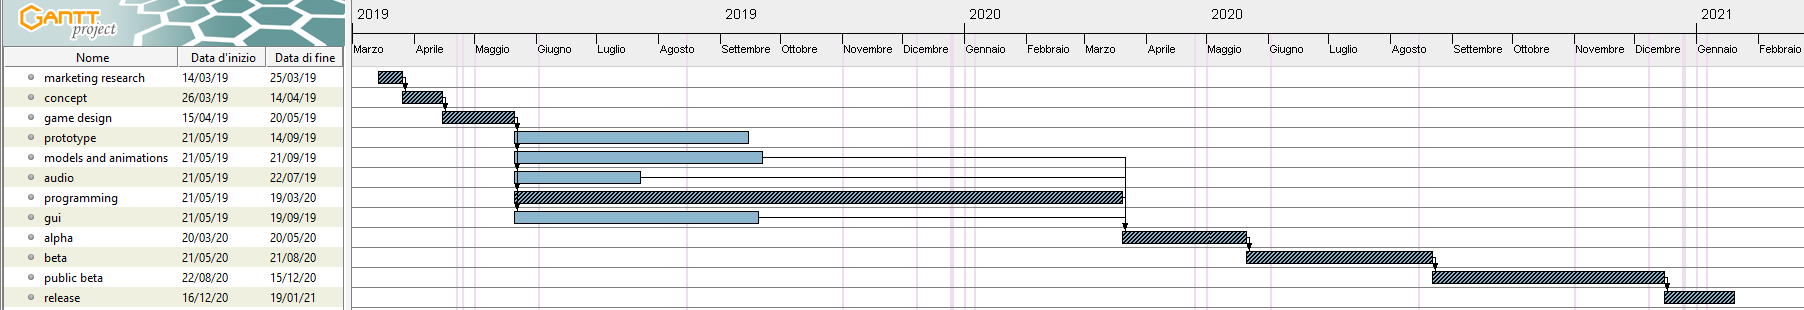 GANTT
project
2019 2019 2020 2020 2021
Marzo Aprile Maggio Giugno Luglio Agosto Settembre Ottobre Novembre Dicembre Gennaio Febbraio Marzo Aprile Maggio Giugno Luglio Agosto Settembre Ottobre Novembre Dicembre Gennaio Febbraio
Nome Data d'inizio Data di fine
marketing research 14/03/19 25/03/19
concept 26/03/19 14/04/19
game design 15/04/19 20/05/19
prototype 21/05/19 14/09/19
models and animations 21/05/19 21/09/19
audio 21/05/19 22/07/19
programming 21/05/19 19/03/20
gui 21/05/19 19/09/19
alpha 20/03/20 20/05/20
beta 21/05/20 21/08/20
public beta 22/08/20 15/12/20
release 16/12/20 19/01/21